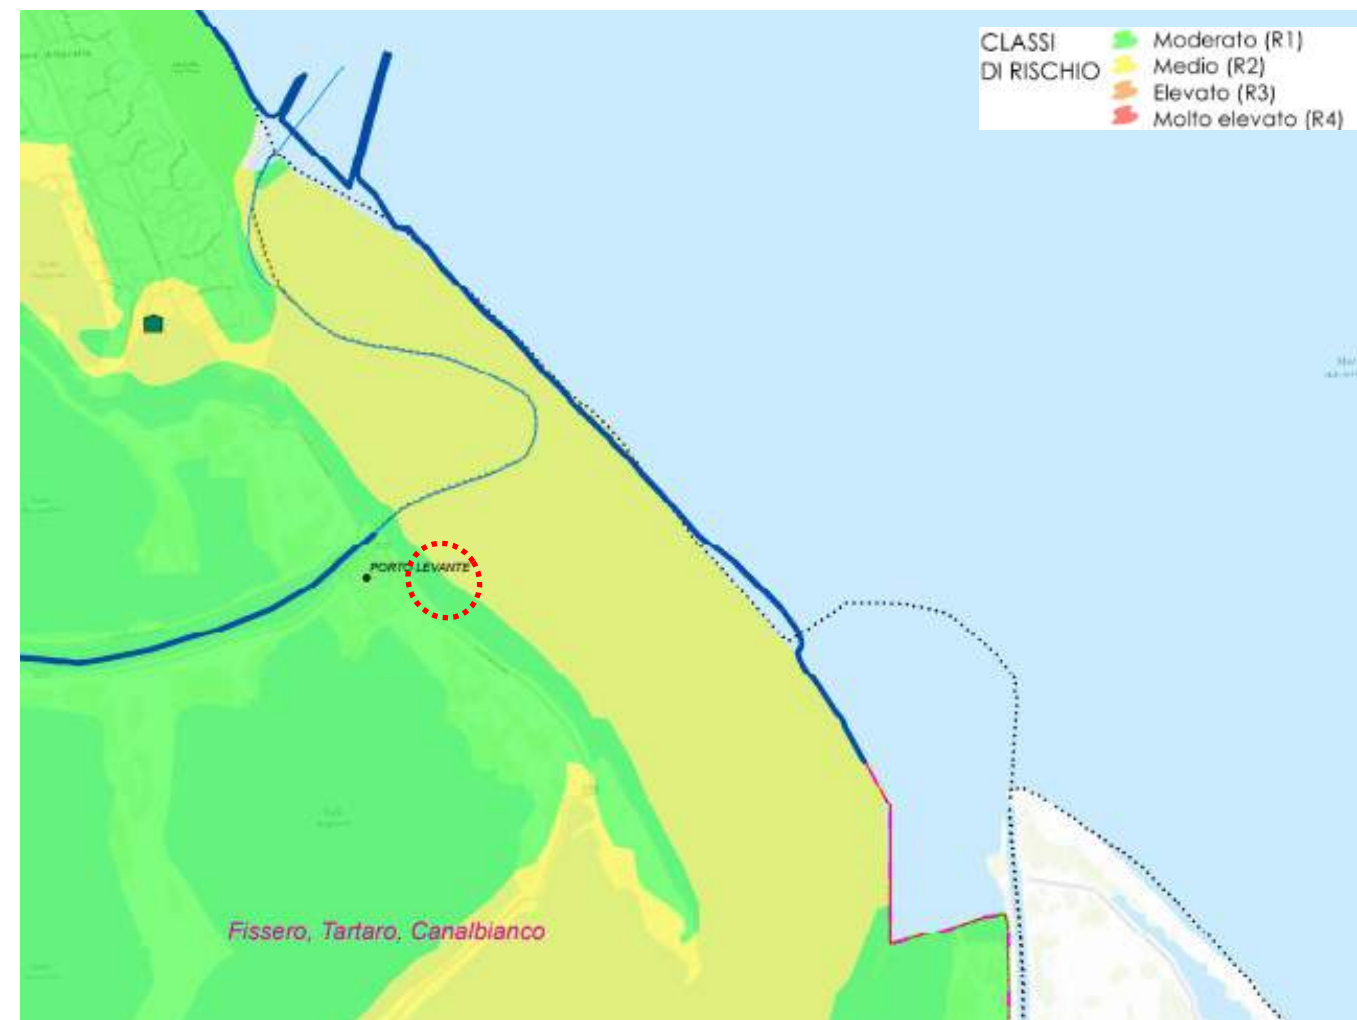 CLASSI
DI RISCHIO
Moderato (R1)
Medio (R2)
Elevato (R3)
Molto elevato (R4)
PORTO LEVANTE
Fissero, Tartaro, Canalbianco